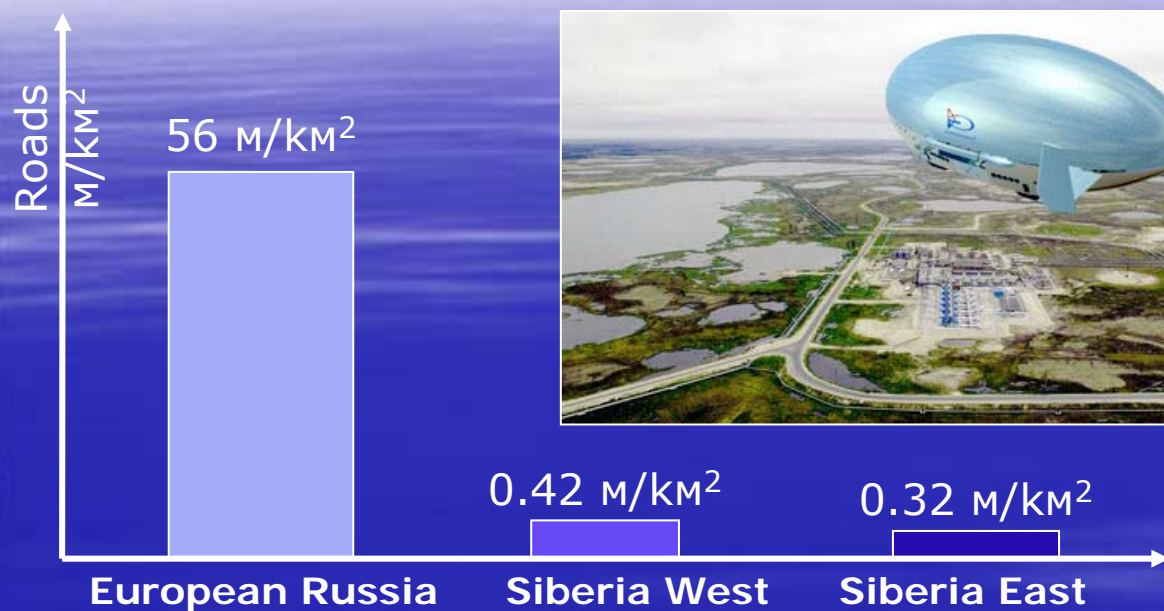 Roads
м/км²
56 м/км²
0.42 м/км²
0.32 м/км²
European Russia
Siberia West
Siberia East